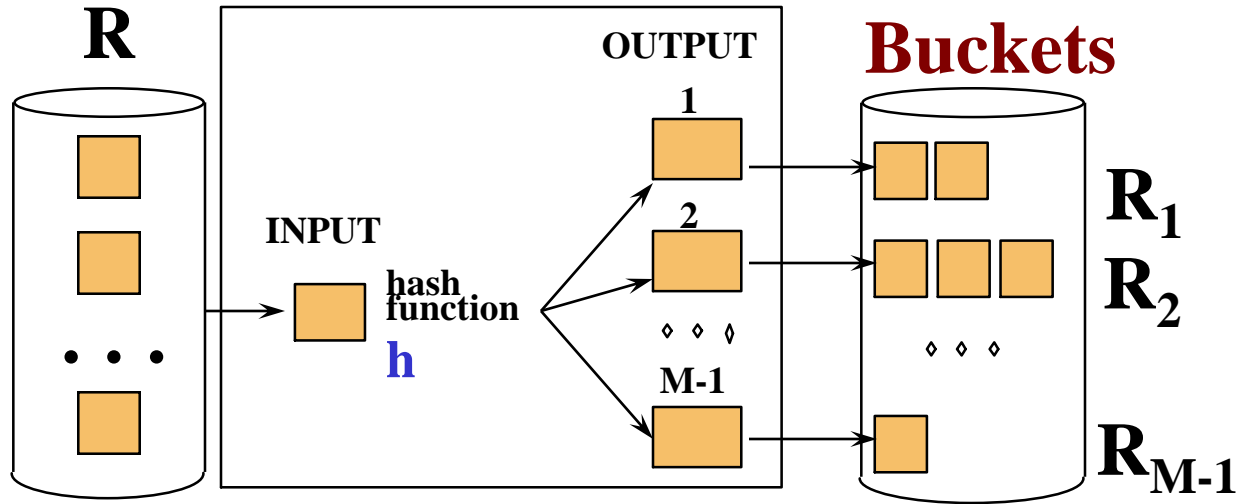 R
OUTPUT
Buckets
1
INPUT
2
hash
function
h
M-1
R1
R2
RM-1